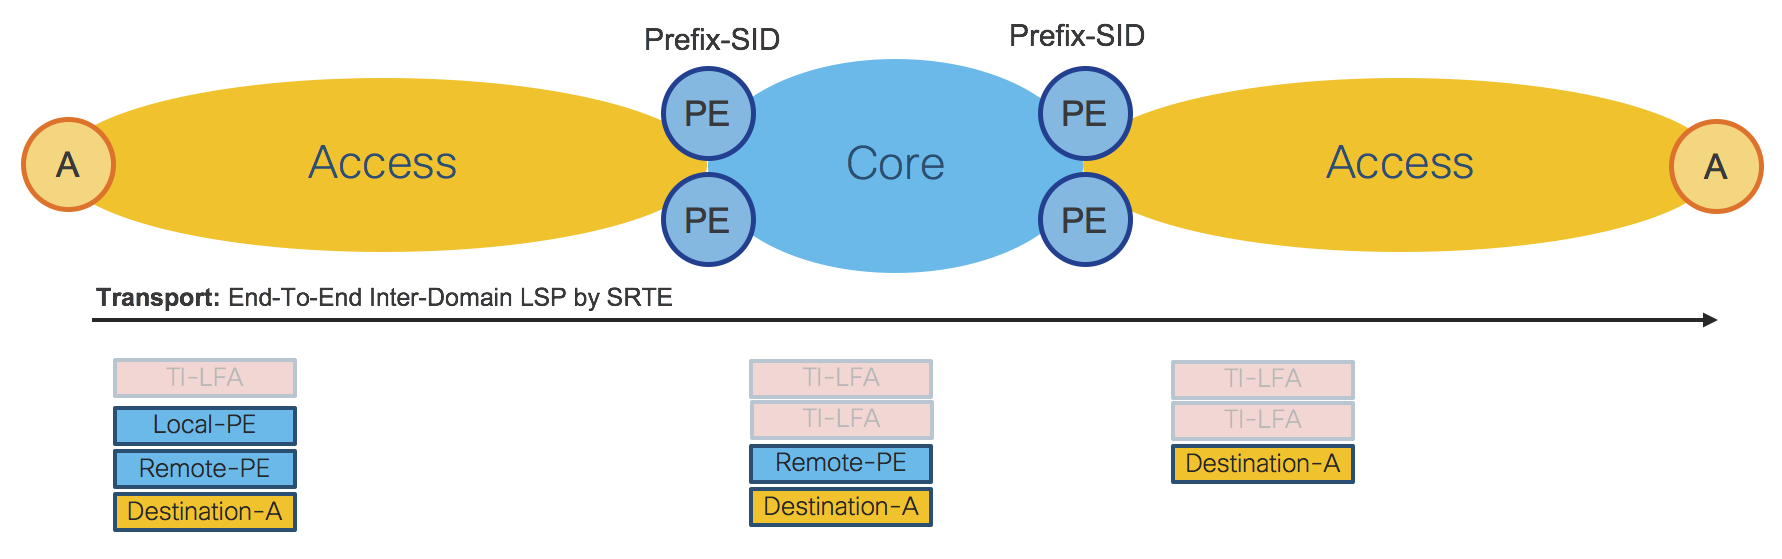 Prefix-SID
Prefix-SID
PE
PE
A
Access
Core
Access
A
PE
PE
Transport: End-To-End Inter-Domain LSP by SRTE
TI-LFA
Local-PE
Remote-PE
Destination-A
TI-LFA
TI-LFA
Remote-PE
Destination-A
TI-LFA
TI-LFA
Destination-A